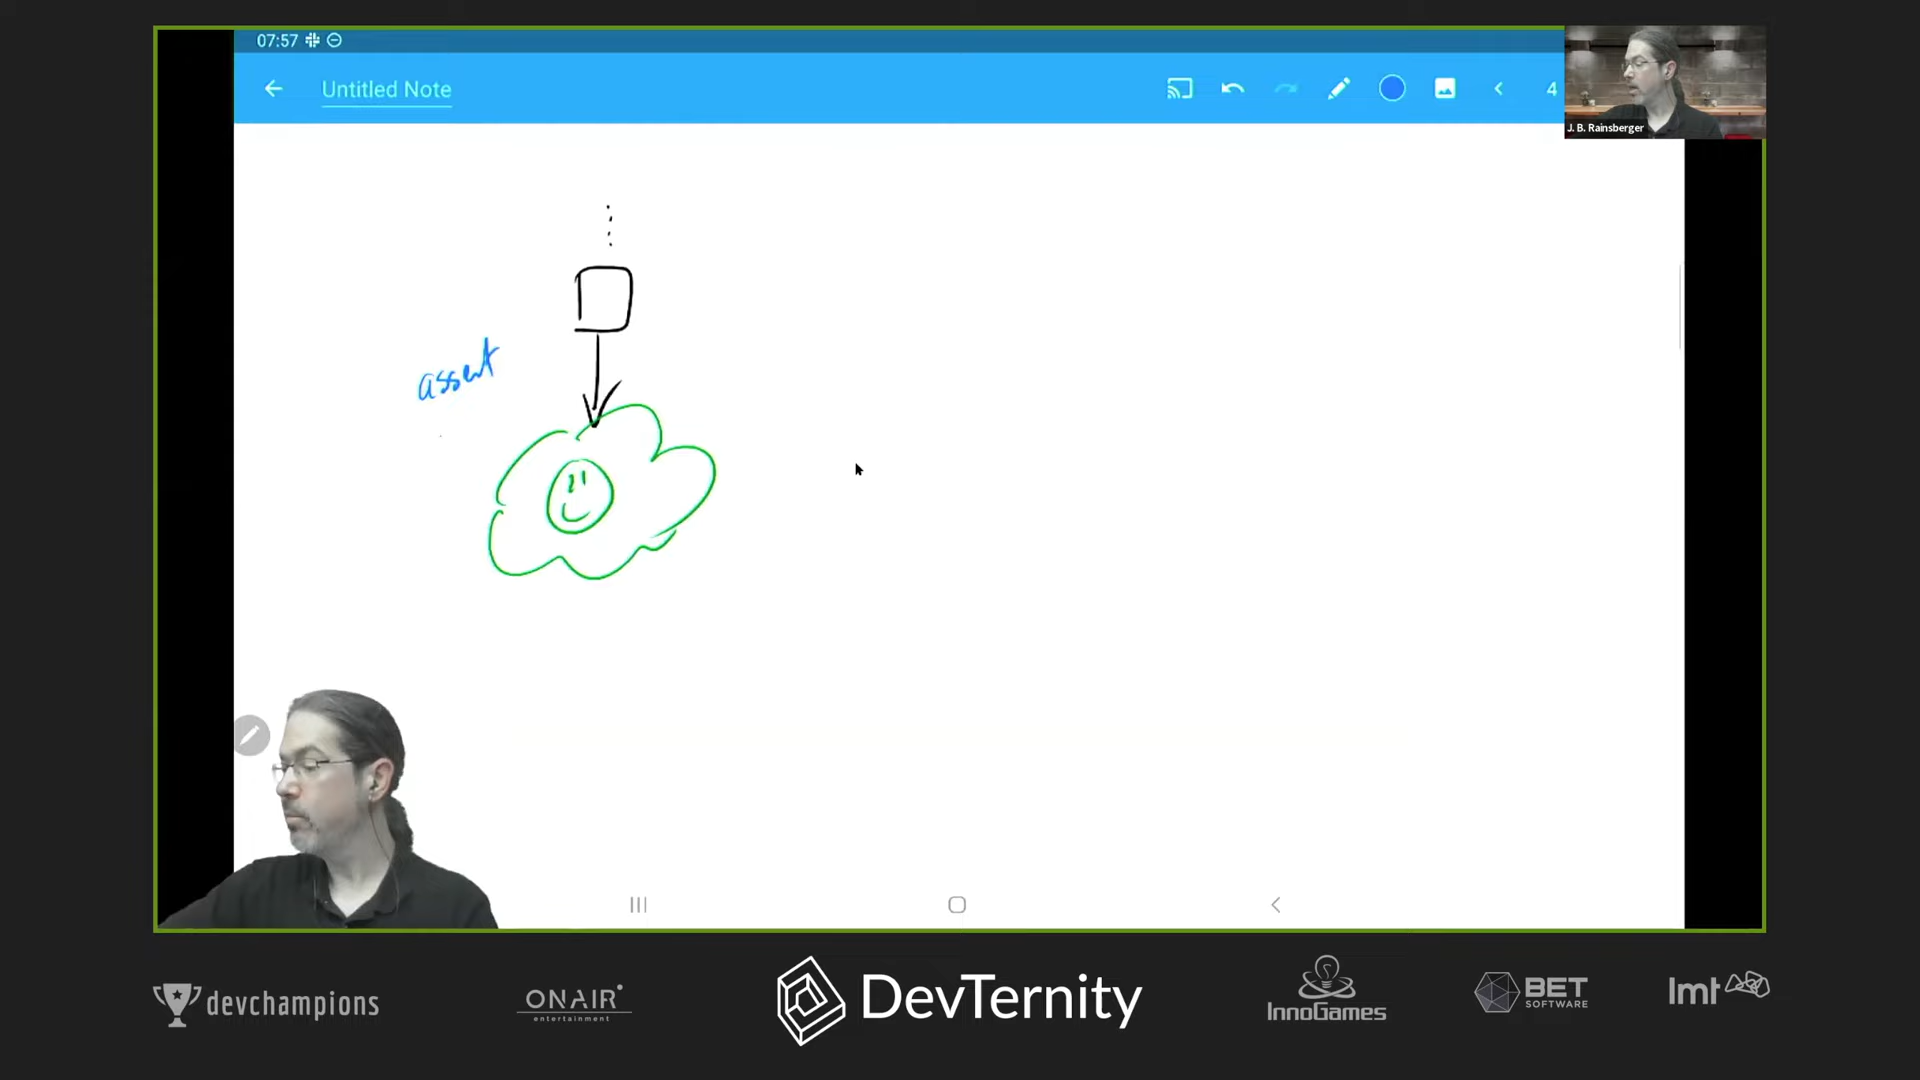 07:57
Untitled Note
4
J. B. Rainsberger
assert
devchampions
ONAIR
entertainment
DevTernity
InnoGames
BET
SOFTWARE
lmt